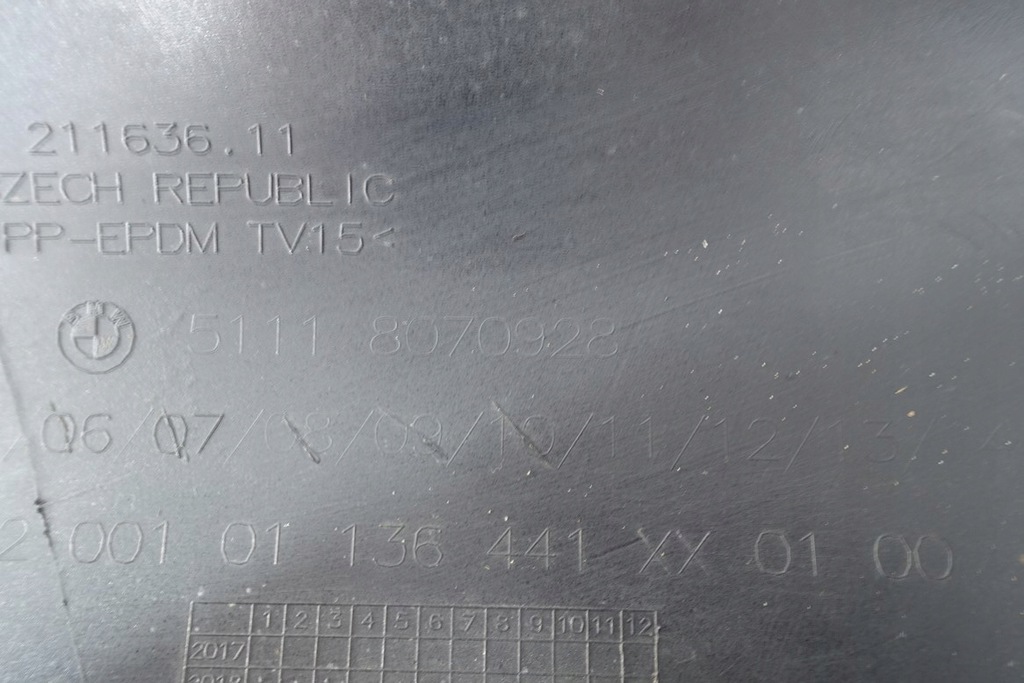 211636.11
ZECH REPUBLIC
PP-EPDM TV15<
BMW 5111 8070928
/06/07/08/09/10/11/12/13/
2 001 01 136 441 XX 01 00
1 2 3 4 5 6 7 8 9 10 11 12
2017